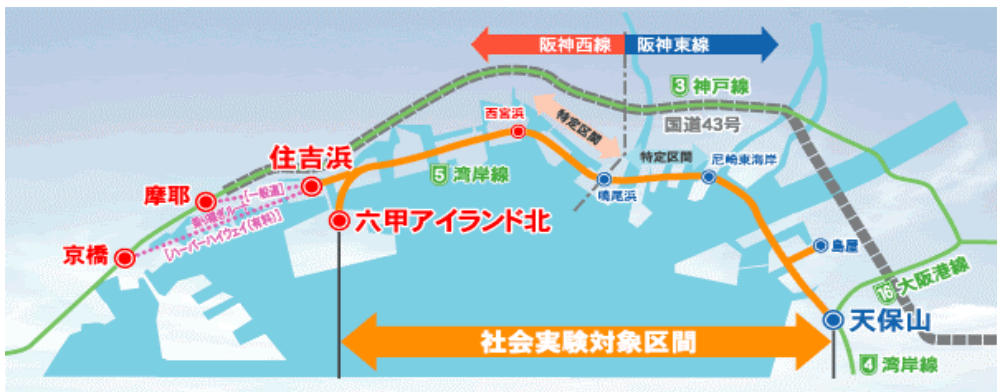 阪神西線
阪神東線
3 神戸線
国道43号
西宮浜
特定区間
特定区間
尼崎東海岸
鳴尾浜
住吉浜
5 湾岸線
摩耶
[一般道]
六甲アイランド北
京橋
[ハーバーハイウェイ(有料)]
島屋
16 大阪港線
天保山
社会実験対象区間
4 湾岸線